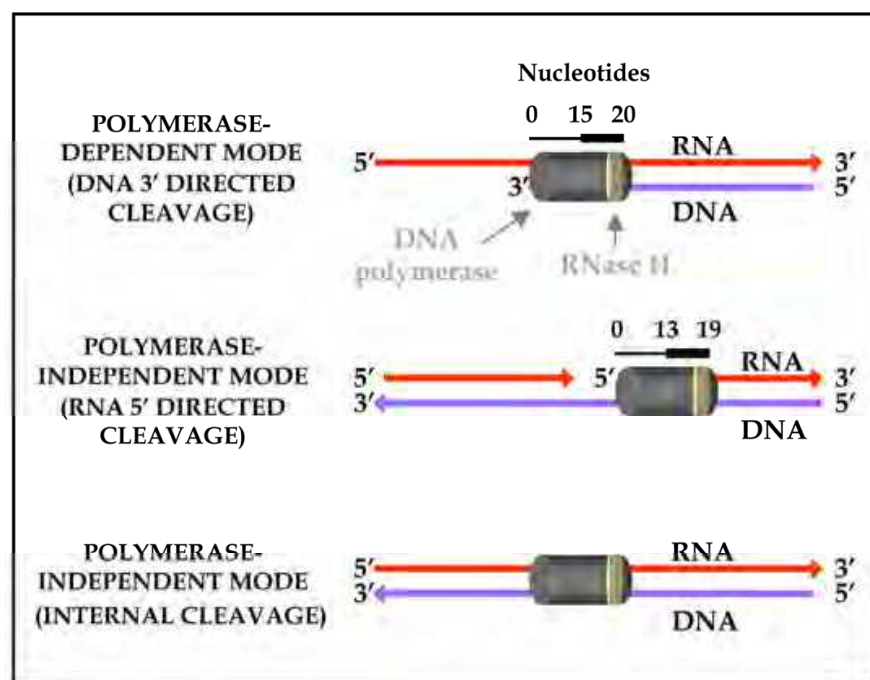 Nucleotides
0 15 20
POLYMERASE-
DEPENDENT MODE
(DNA 3′ DIRECTED
CLEAVAGE)
5′ RNA 3′
3′ DNA 5′
DNA
polymerase
RNase H
0 13 19
POLYMERASE-
INDEPENDENT MODE
(RNA 5′ DIRECTED
CLEAVAGE)
5′ 5′ RNA 3′
3′ DNA 5′
POLYMERASE-
INDEPENDENT MODE
(INTERNAL CLEAVAGE)
5′ RNA 3′
3′ DNA 5′